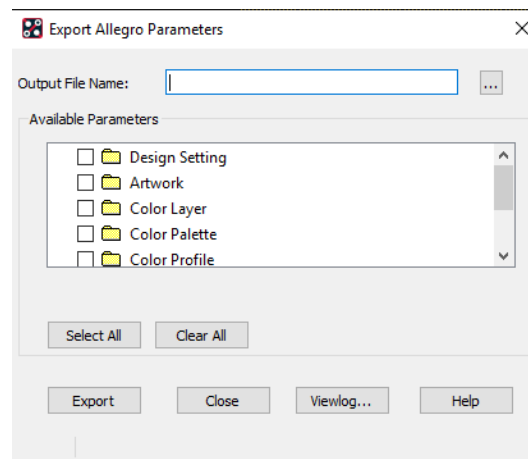 Export Allegro Parameters
Output File Name:
...
Available Parameters
Design Setting
Artwork
Color Layer
Color Palette
Color Profile
Select All Clear All
Export Close Viewlog... Help